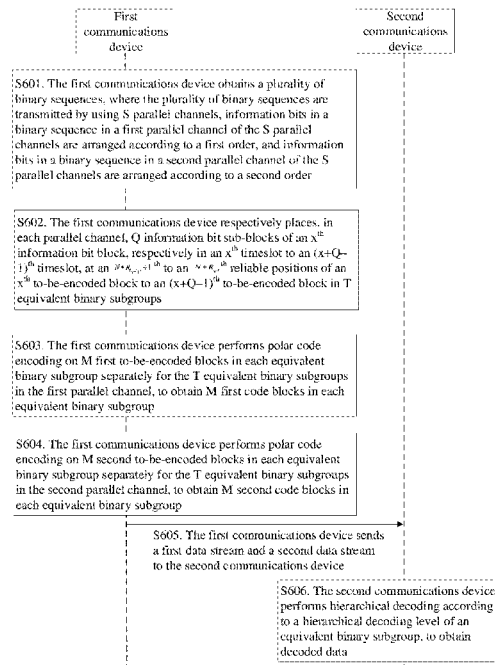 First
communications
device
Second
communications
device
S601. The first communications device obtains a plurality of
binary sequences, where the plurality of binary sequences are
transmitted by using S parallel channels, information bits in a
binary sequence in a first parallel channel of the S parallel
channels are arranged according to a first order, and information
bits in a binary sequence in a second parallel channel of the S
parallel channels are arranged according to a second order
S602. The first communications device respectively places, in
each parallel channel, Q information bit sub-blocks of an xth
information bit block, respectively in an xth timeslot to an (x+Q–
1)th timeslot, at an th to an th reliable positions of an
xth to-be-encoded block to an (x+Q–1)th to-be-encoded block in T
equivalent binary subgroups
S603. The first communications device performs polar code
encoding on M first to-be-encoded blocks in each equivalent
binary subgroup separately for the T equivalent binary subgroups
in the first parallel channel, to obtain M first code blocks in each
equivalent binary subgroup
S604. The first communications device performs polar code
encoding on M second to-be-encoded blocks in each equivalent
binary subgroup separately for the T equivalent binary subgroups
in the second parallel channel, to obtain M second code blocks in
each equivalent binary subgroup
S605. The first communications device sends
a first data stream and a second data stream
to the second communications device
S606. The second communications device
performs hierarchical decoding according
to a hierarchical decoding level of an
equivalent binary subgroup, to obtain
decoded data